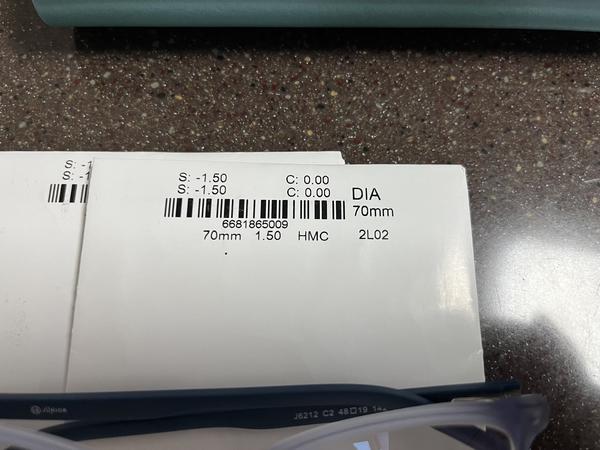 S: -1.50 C: 0.00
S: -1.50 C: 0.00 DIA
70mm
6681865009
70mm 1.50 HMC 2L02
S: -1
S: -1
J6212 C2 48□19